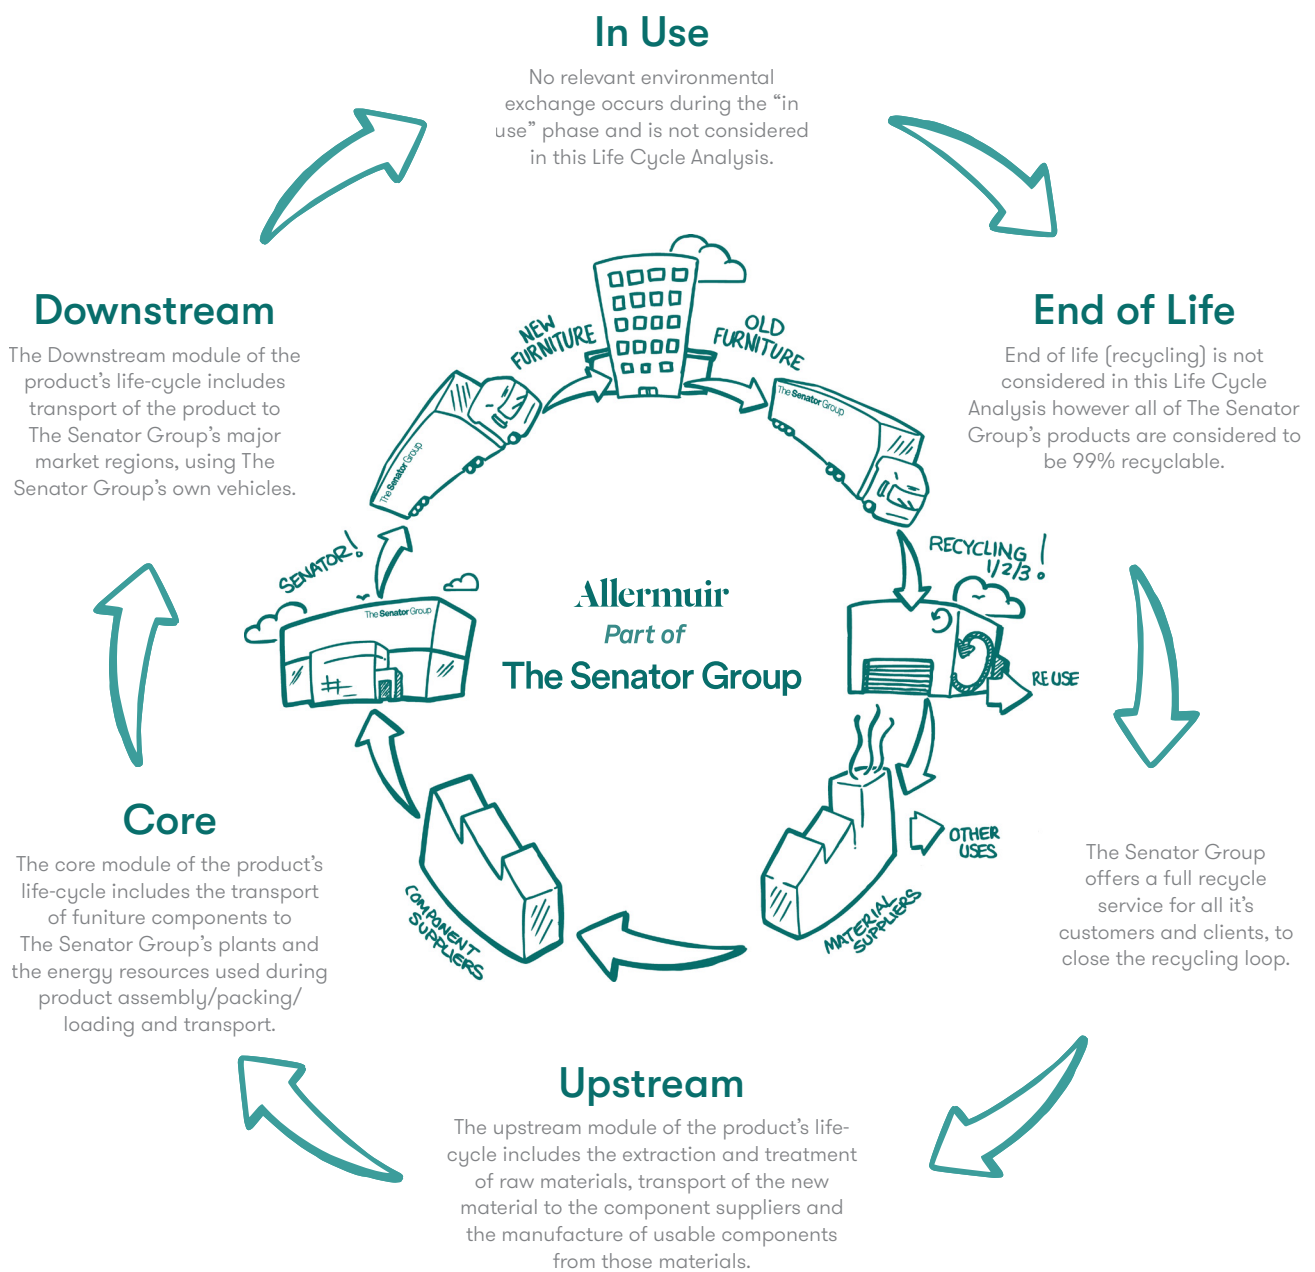 In Use
No relevant environmental
exchange occurs during the “in
use” phase and is not considered
in this Life Cycle Analysis.
Downstream
The Downstream module of the
product’s life-cycle includes
transport of the product to
The Senator Group’s major
market regions, using The
Senator Group’s own vehicles.
End of Life
End of life (recycling) is not
considered in this Life Cycle
Analysis however all of The Senator
Group’s products are considered to
be 99% recyclable.
NEW
FURNITURE
OLD
FURNITURE
The Senator Group
The Senator Group
SENATOR!
The Senator Group
RECYCLING
1/2/3!
RE USE
Allermuir
Part of
The Senator Group
COMPONENT
SUPPLIERS
MATERIAL
SUPPLIERS
OTHER
USES
Core
The core module of the product’s
life-cycle includes the transport
of funiture components to
The Senator Group’s plants and
the energy resources used during
product assembly/packing/
loading and transport.
The Senator Group
offers a full recycle
service for all it’s
customers and clients, to
close the recycling loop.
Upstream
The upstream module of the product’s life-
cycle includes the extraction and treatment
of raw materials, transport of the new
material to the component suppliers and
the manufacture of usable components
from those materials.